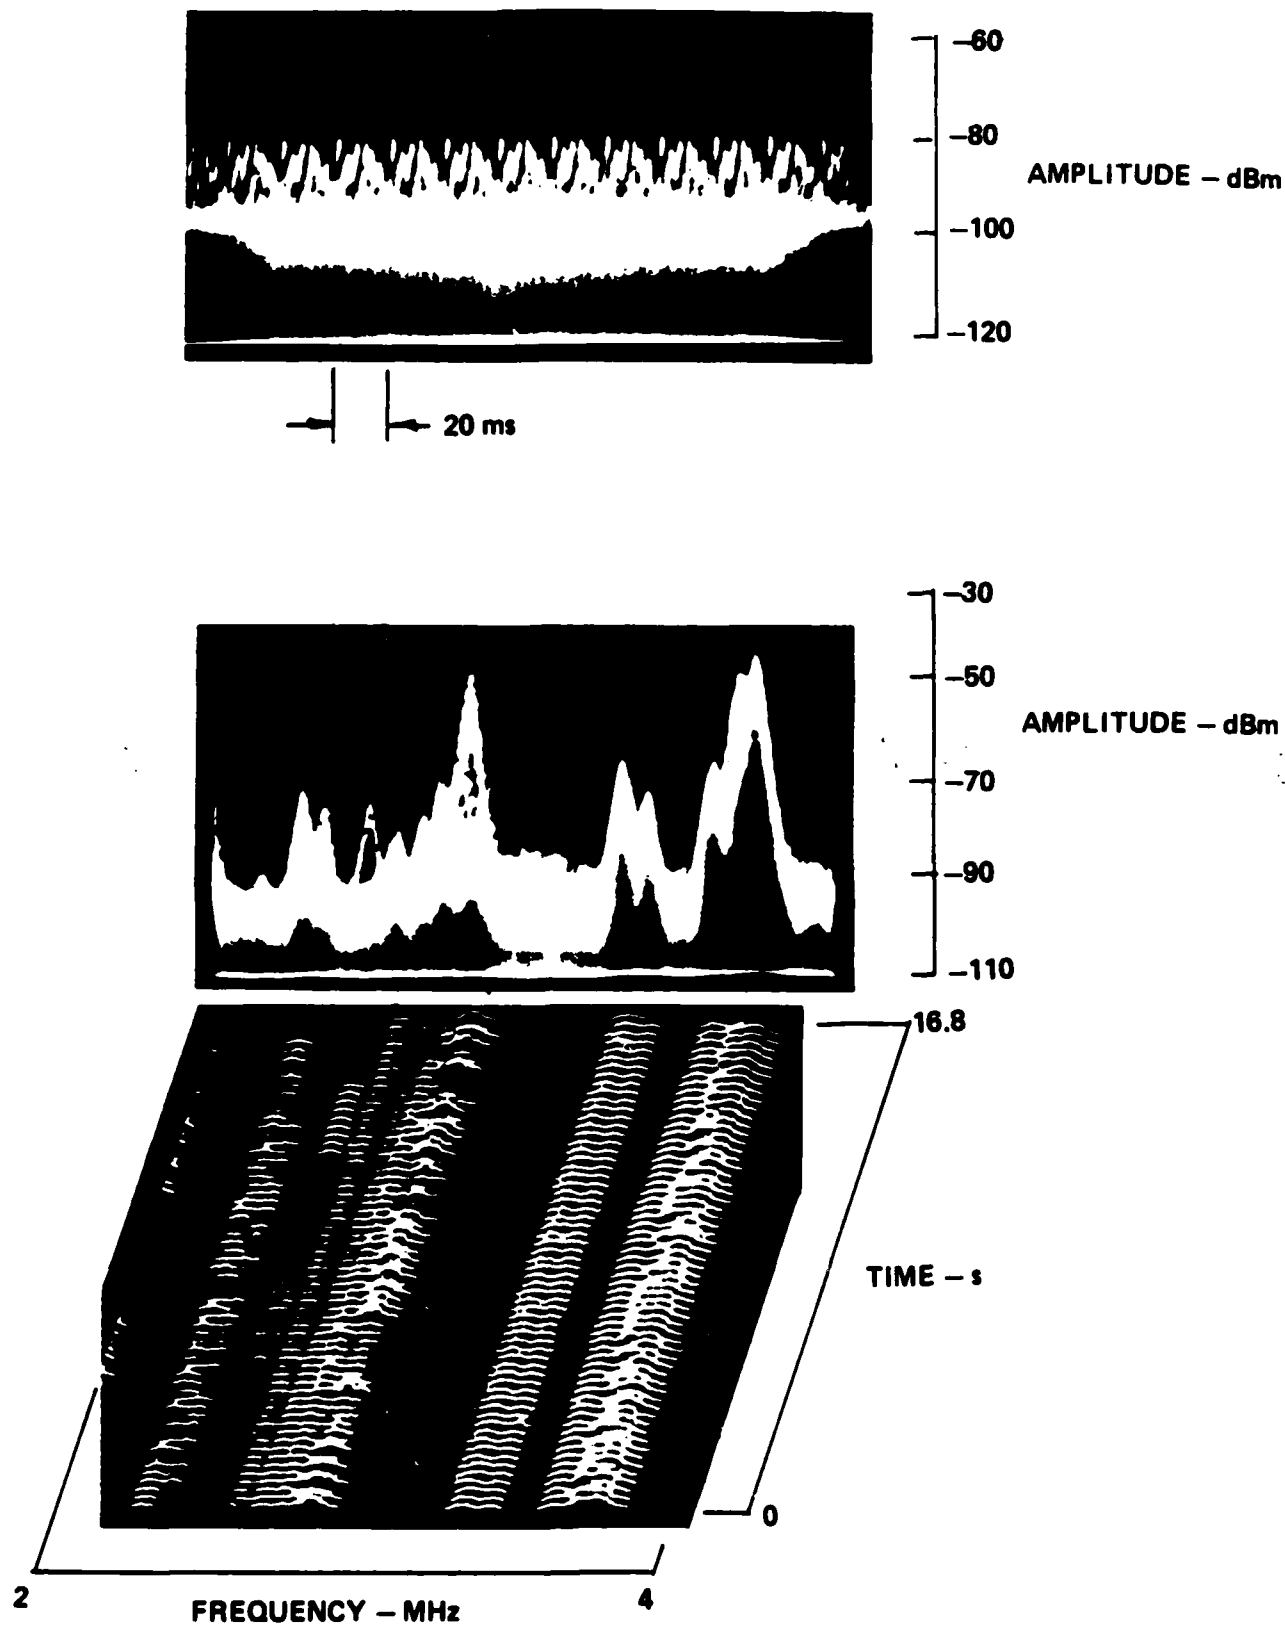 –60
–80
AMPLITUDE – dBm
–100
–120
20 ms
–30
–50
AMPLITUDE – dBm
–70
–90
–110
16.8
TIME – s
0
2
4
FREQUENCY – MHz